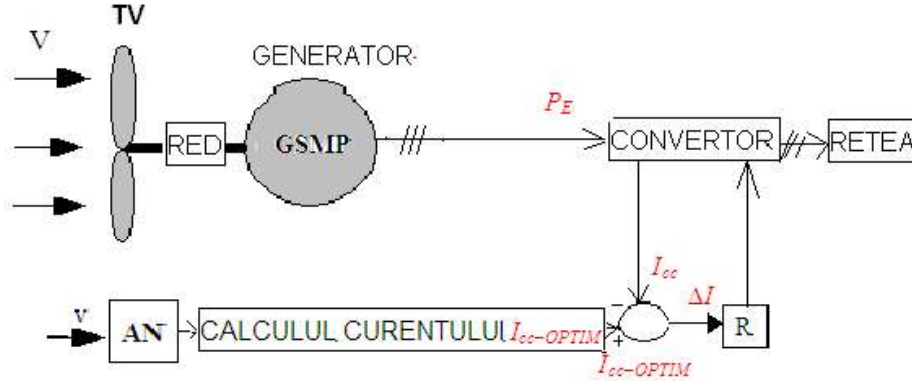 TV
V
GENERATOR
P_E
RED
GSMP
CONVERTOR
RETEA
I_cc
ΔI
v
AN
CALCULUL CURENTULUI I_cc-OPTIM
−
+
R
I_cc-OPTIM